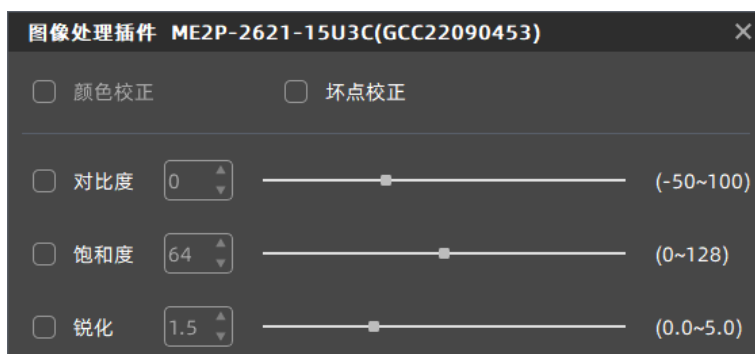 图像处理插件 ME2P-2621-15U3C(GCC22090453)
颜色校正 坏点校正
对比度 0 (-50~100)
饱和度 64 (0~128)
锐化 1.5 (0.0~5.0)